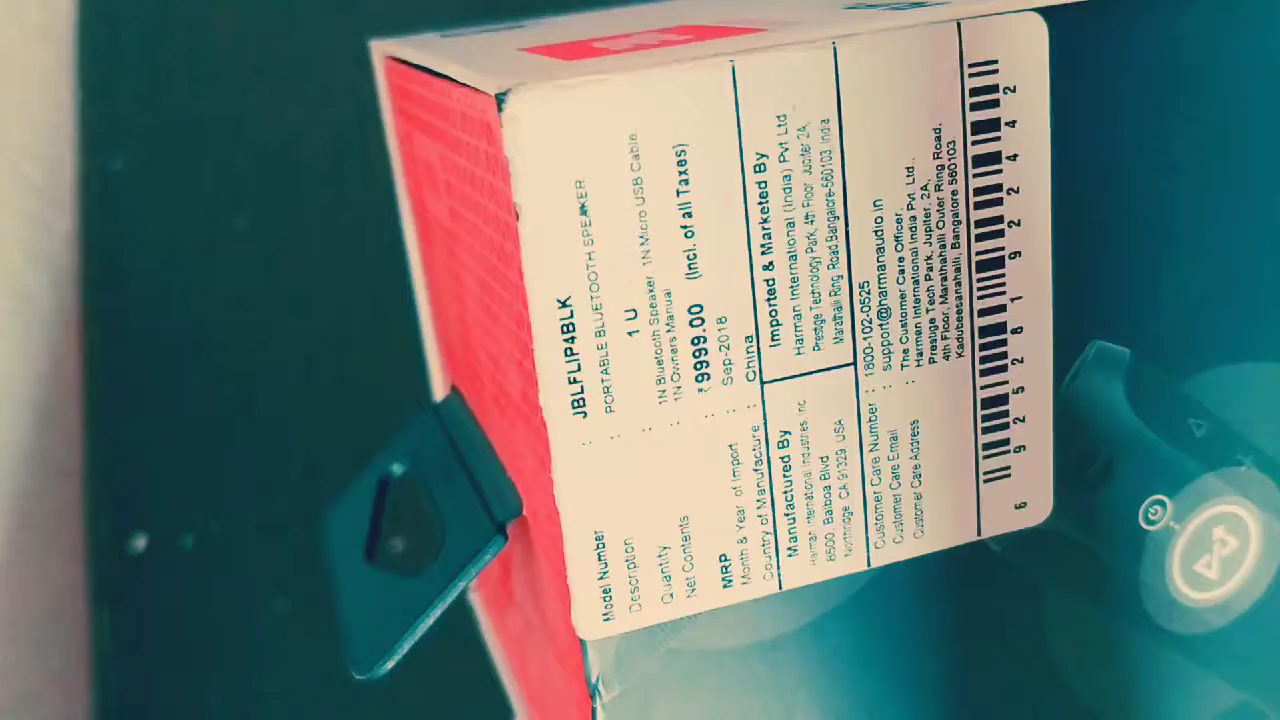 Model Number : JBLFLIP4BLK
Description : PORTABLE BLUETOOTH SPEAKER
Quantity : 1 U
Net Contents : 1N Bluetooth Speaker, 1N Micro USB Cable,
1N Owners Manual
MRP : ₹9999.00 (Incl. of all Taxes)
Month & Year of Import : Sep-2018
Country of Manufacture : China
Manufactured By
Harman International Industries, Inc
8500 Balboa Blvd
Northridge, CA 91329, USA
Imported & Marketed By
Harman International (India) Pvt Ltd
Prestige Technology Park, 4th Floor Jupiter 2A,
Marathalli Ring Road,Bangalore-560103,India
Customer Care Number : 1800-102-0525
Customer Care Email : support@harmanaudio.in
Customer Care Address : The Customer Care Officer,
Harman International India Pvt. Ltd.,
Prestige Tech Park, Jupiter, 2A,
4th Floor, Marathahalli Outer Ring Road,
Kadubeesanahalli, Bangalore 560103
6 925281 922442